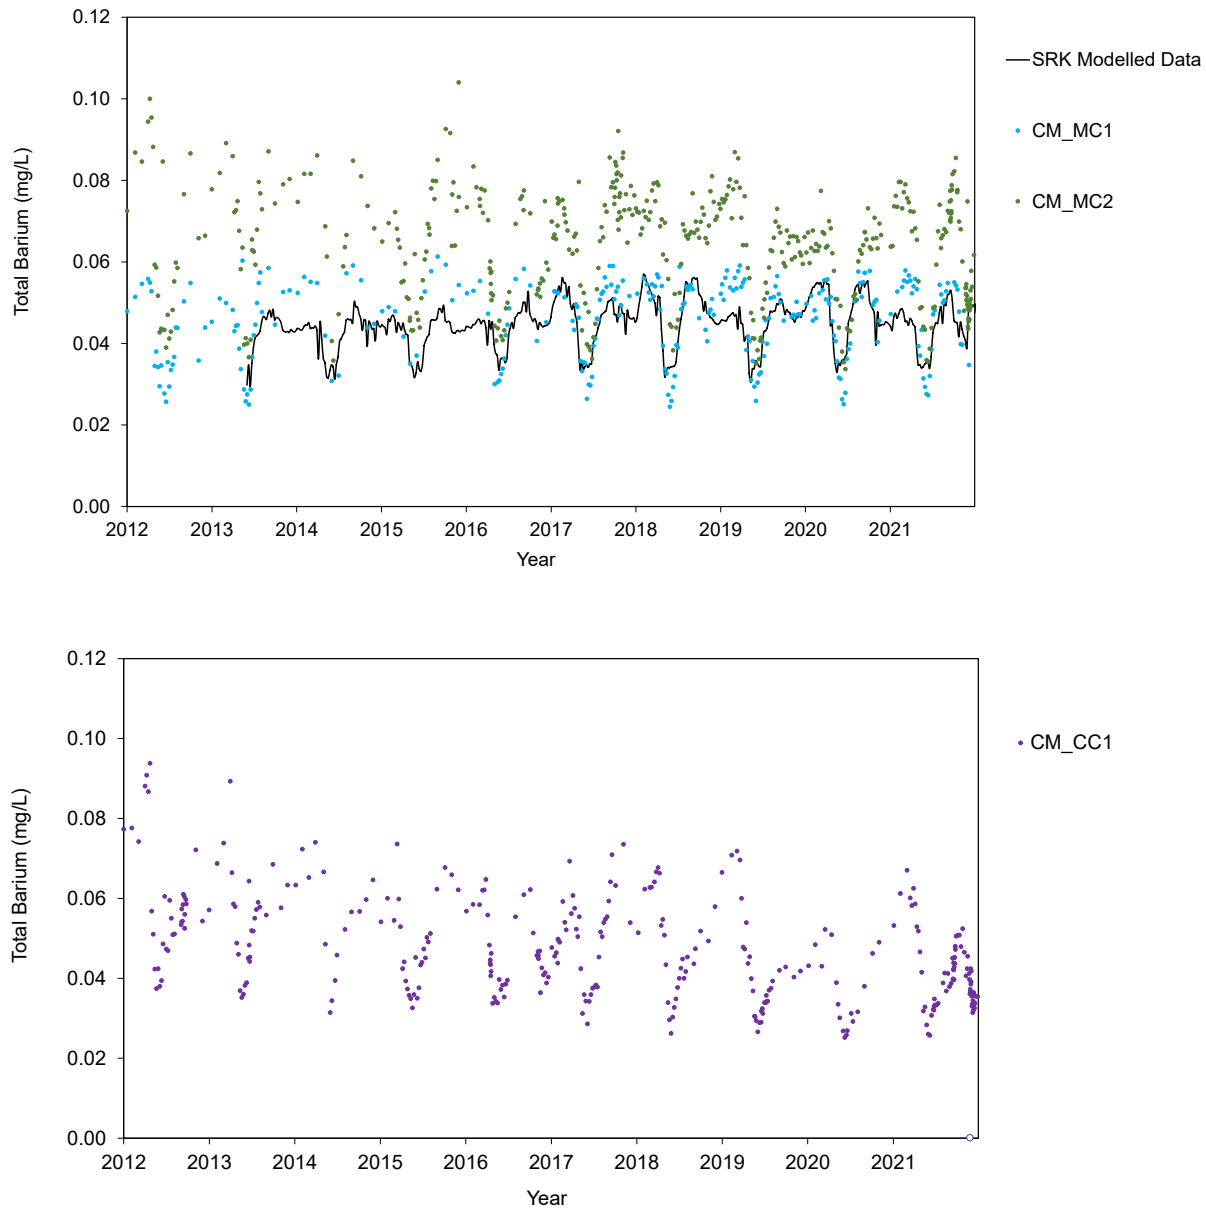 0.12
0.10
0.08
0.06
0.04
0.02
0.00
Total Barium (mg/L)
2012 2013 2014 2015 2016 2017 2018 2019 2020 2021
Year
SRK Modelled Data
CM_MC1
CM_MC2
0.12
0.10
0.08
0.06
0.04
0.02
0.00
Total Barium (mg/L)
2012 2013 2014 2015 2016 2017 2018 2019 2020 2021
Year
CM_CC1